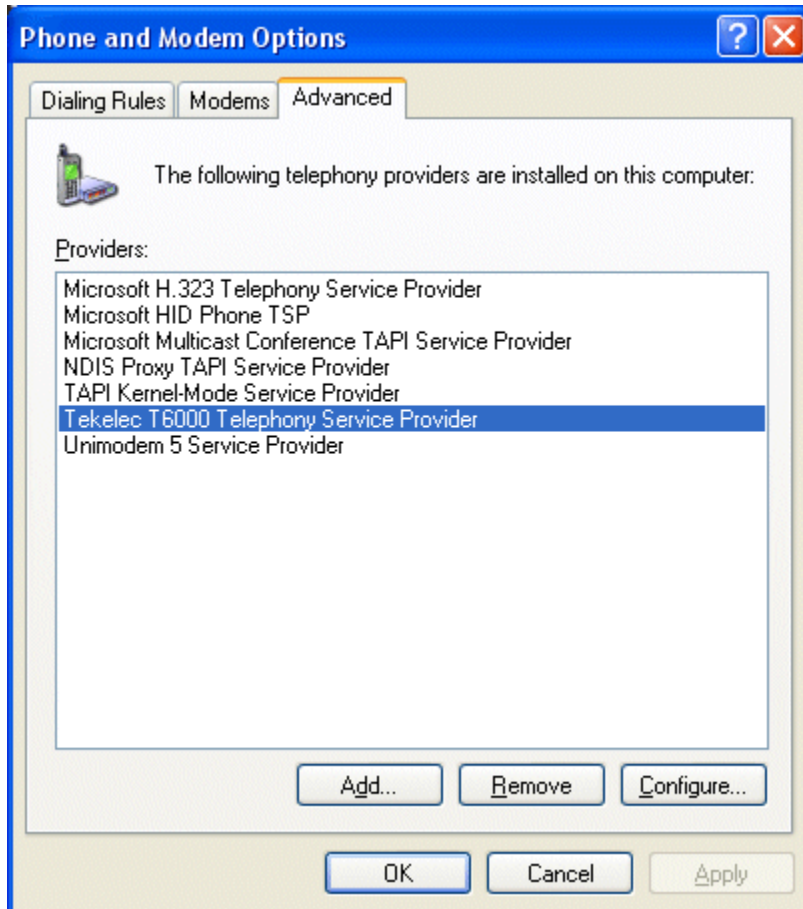 Phone and Modem Options
Dialing Rules
Modems
Advanced
The following telephony providers are installed on this computer:
Providers:
Microsoft H.323 Telephony Service Provider
Microsoft HID Phone TSP
Microsoft Multicast Conference TAPI Service Provider
NDIS Proxy TAPI Service Provider
TAPI Kernel-Mode Service Provider
Tekelec T6000 Telephony Service Provider
Unimodem 5 Service Provider
Add...
Remove
Configure...
OK
Cancel
Apply